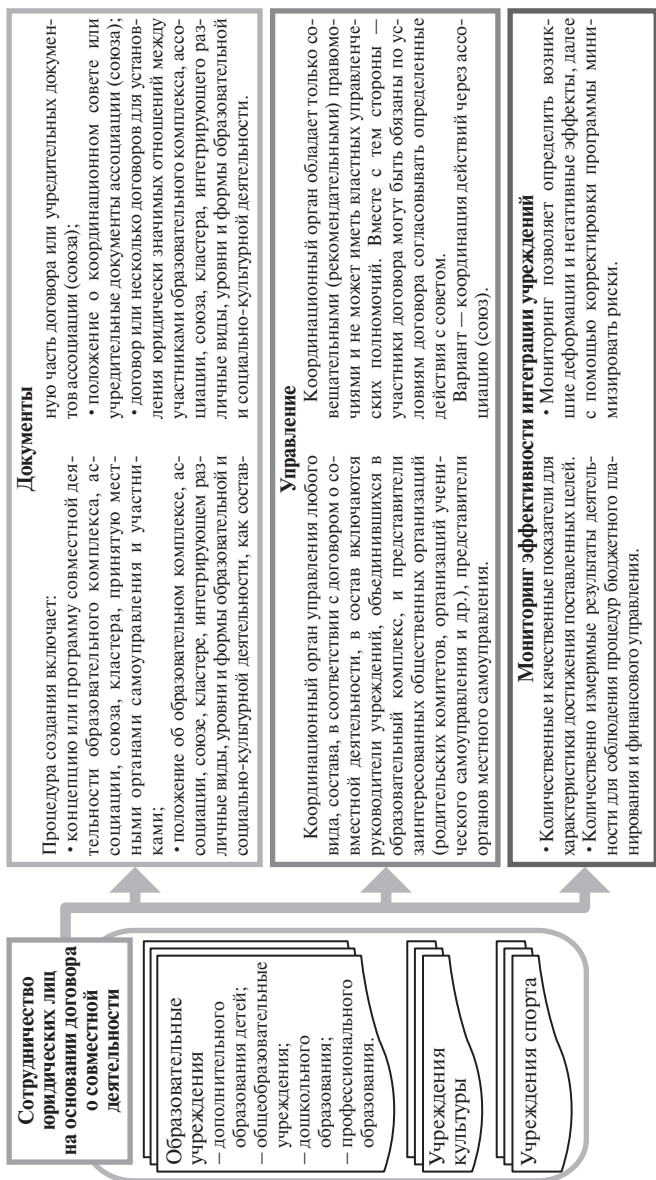 Сотрудничество
юридических лиц
на основании договора
о совместной
деятельности
Образовательные
учреждения
– дополнительного
образования детей;
– общеобразовательные
учреждения;
– дошкольного
образования;
– профессионального
образования.
Учреждения
культуры
Учреждения спорта
Документы
Процедура создания включает:
• концепцию или программу совместной дея-
тельности образовательного комплекса, ас-
социации, союза, кластера, принятую мест-
ными органами самоуправления и участни-
ками;
• положение об образовательном комплексе, ас-
социации, союзе, кластере, интегрирующем раз-
личные виды, уровни и формы образовательной и
социально-культурной деятельности, как состав-
ную часть договора или учредительных докумен-
тов ассоциации (союза);
• положение о координационном совете или
учредительные документы ассоциации (союза);
• договор или несколько договоров для установ-
ления юридически значимых отношений между
участниками образовательного комплекса, ассо-
циации, союза, кластера, интегрирующего раз-
личные виды, уровни и формы образовательной
и социально-культурной деятельности.
Управление
Координационный орган управления любого
вида, состава, в соответствии с договором о со-
вместной деятельности, в состав включаются
руководители учреждений, объединившихся в
образовательный комплекс, и представители
заинтересованных общественных организаций
(родительских комитетов, организаций учени-
ческого самоуправления и др.), представители
органов местного самоуправления.
Координационный орган обладает только со-
вещательными (рекомендательными) правомо-
чиями и не может иметь властных управленче-
ских полномочий. Вместе с тем стороны —
участники договора могут быть обязаны по ус-
ловиям договора согласовывать определенные
действия с советом.
Вариант — координация действий через ассо-
циацию (союз).
Мониторинг эффективности интеграции учреждений
• Количественные и качественные показатели для
характеристики достижения поставленных целей.
• Количественно измеримые результаты деятель-
ности для соблюдения процедур бюджетного пла-
нирования и финансового управления.
• Мониторинг позволяет определить возник-
шие деформации и негативные эффекты, далее
с помощью корректировки программы мини-
мизировать риски.